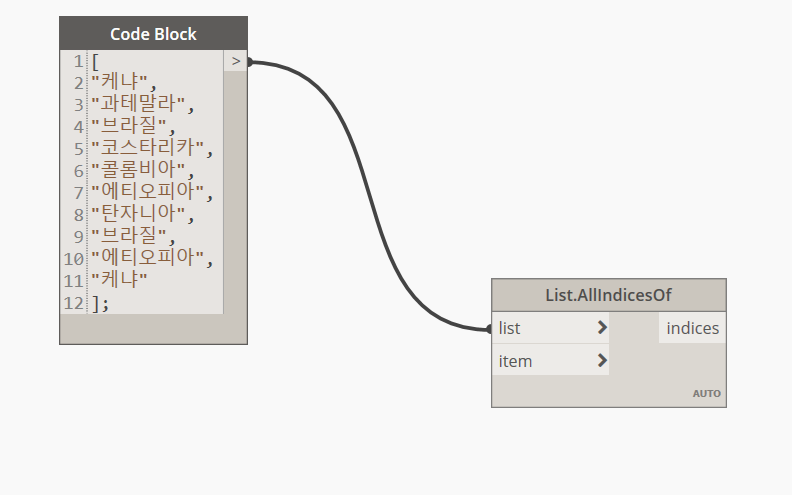 Code Block
1 [ >
2 "케냐",
3 "과테말라",
4 "브라질",
5 "코스타리카",
6 "콜롬비아",
7 "에티오피아",
8 "탄자니아",
9 "브라질",
10 "에티오피아",
11 "케냐"
12 ];
List.AllIndicesOf
list > indices
item >
AUTO